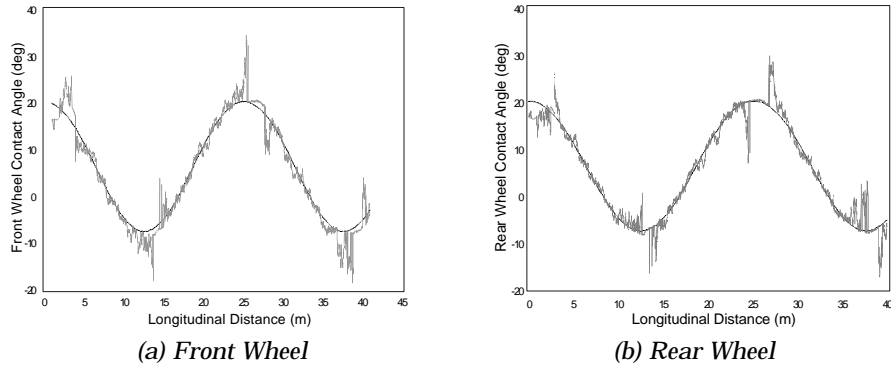 40
30
20
10
0
-10
-20
Front Wheel Contact Angle (deg)
0 5 10 15 20 25 30 35 40 45
Longitudinal Distance (m)
(a) Front Wheel
40
30
20
10
0
-10
-20
Rear Wheel Contact Angle (deg)
0 5 10 15 20 25 30 35 40
Longitudinal Distance (m)
(b) Rear Wheel